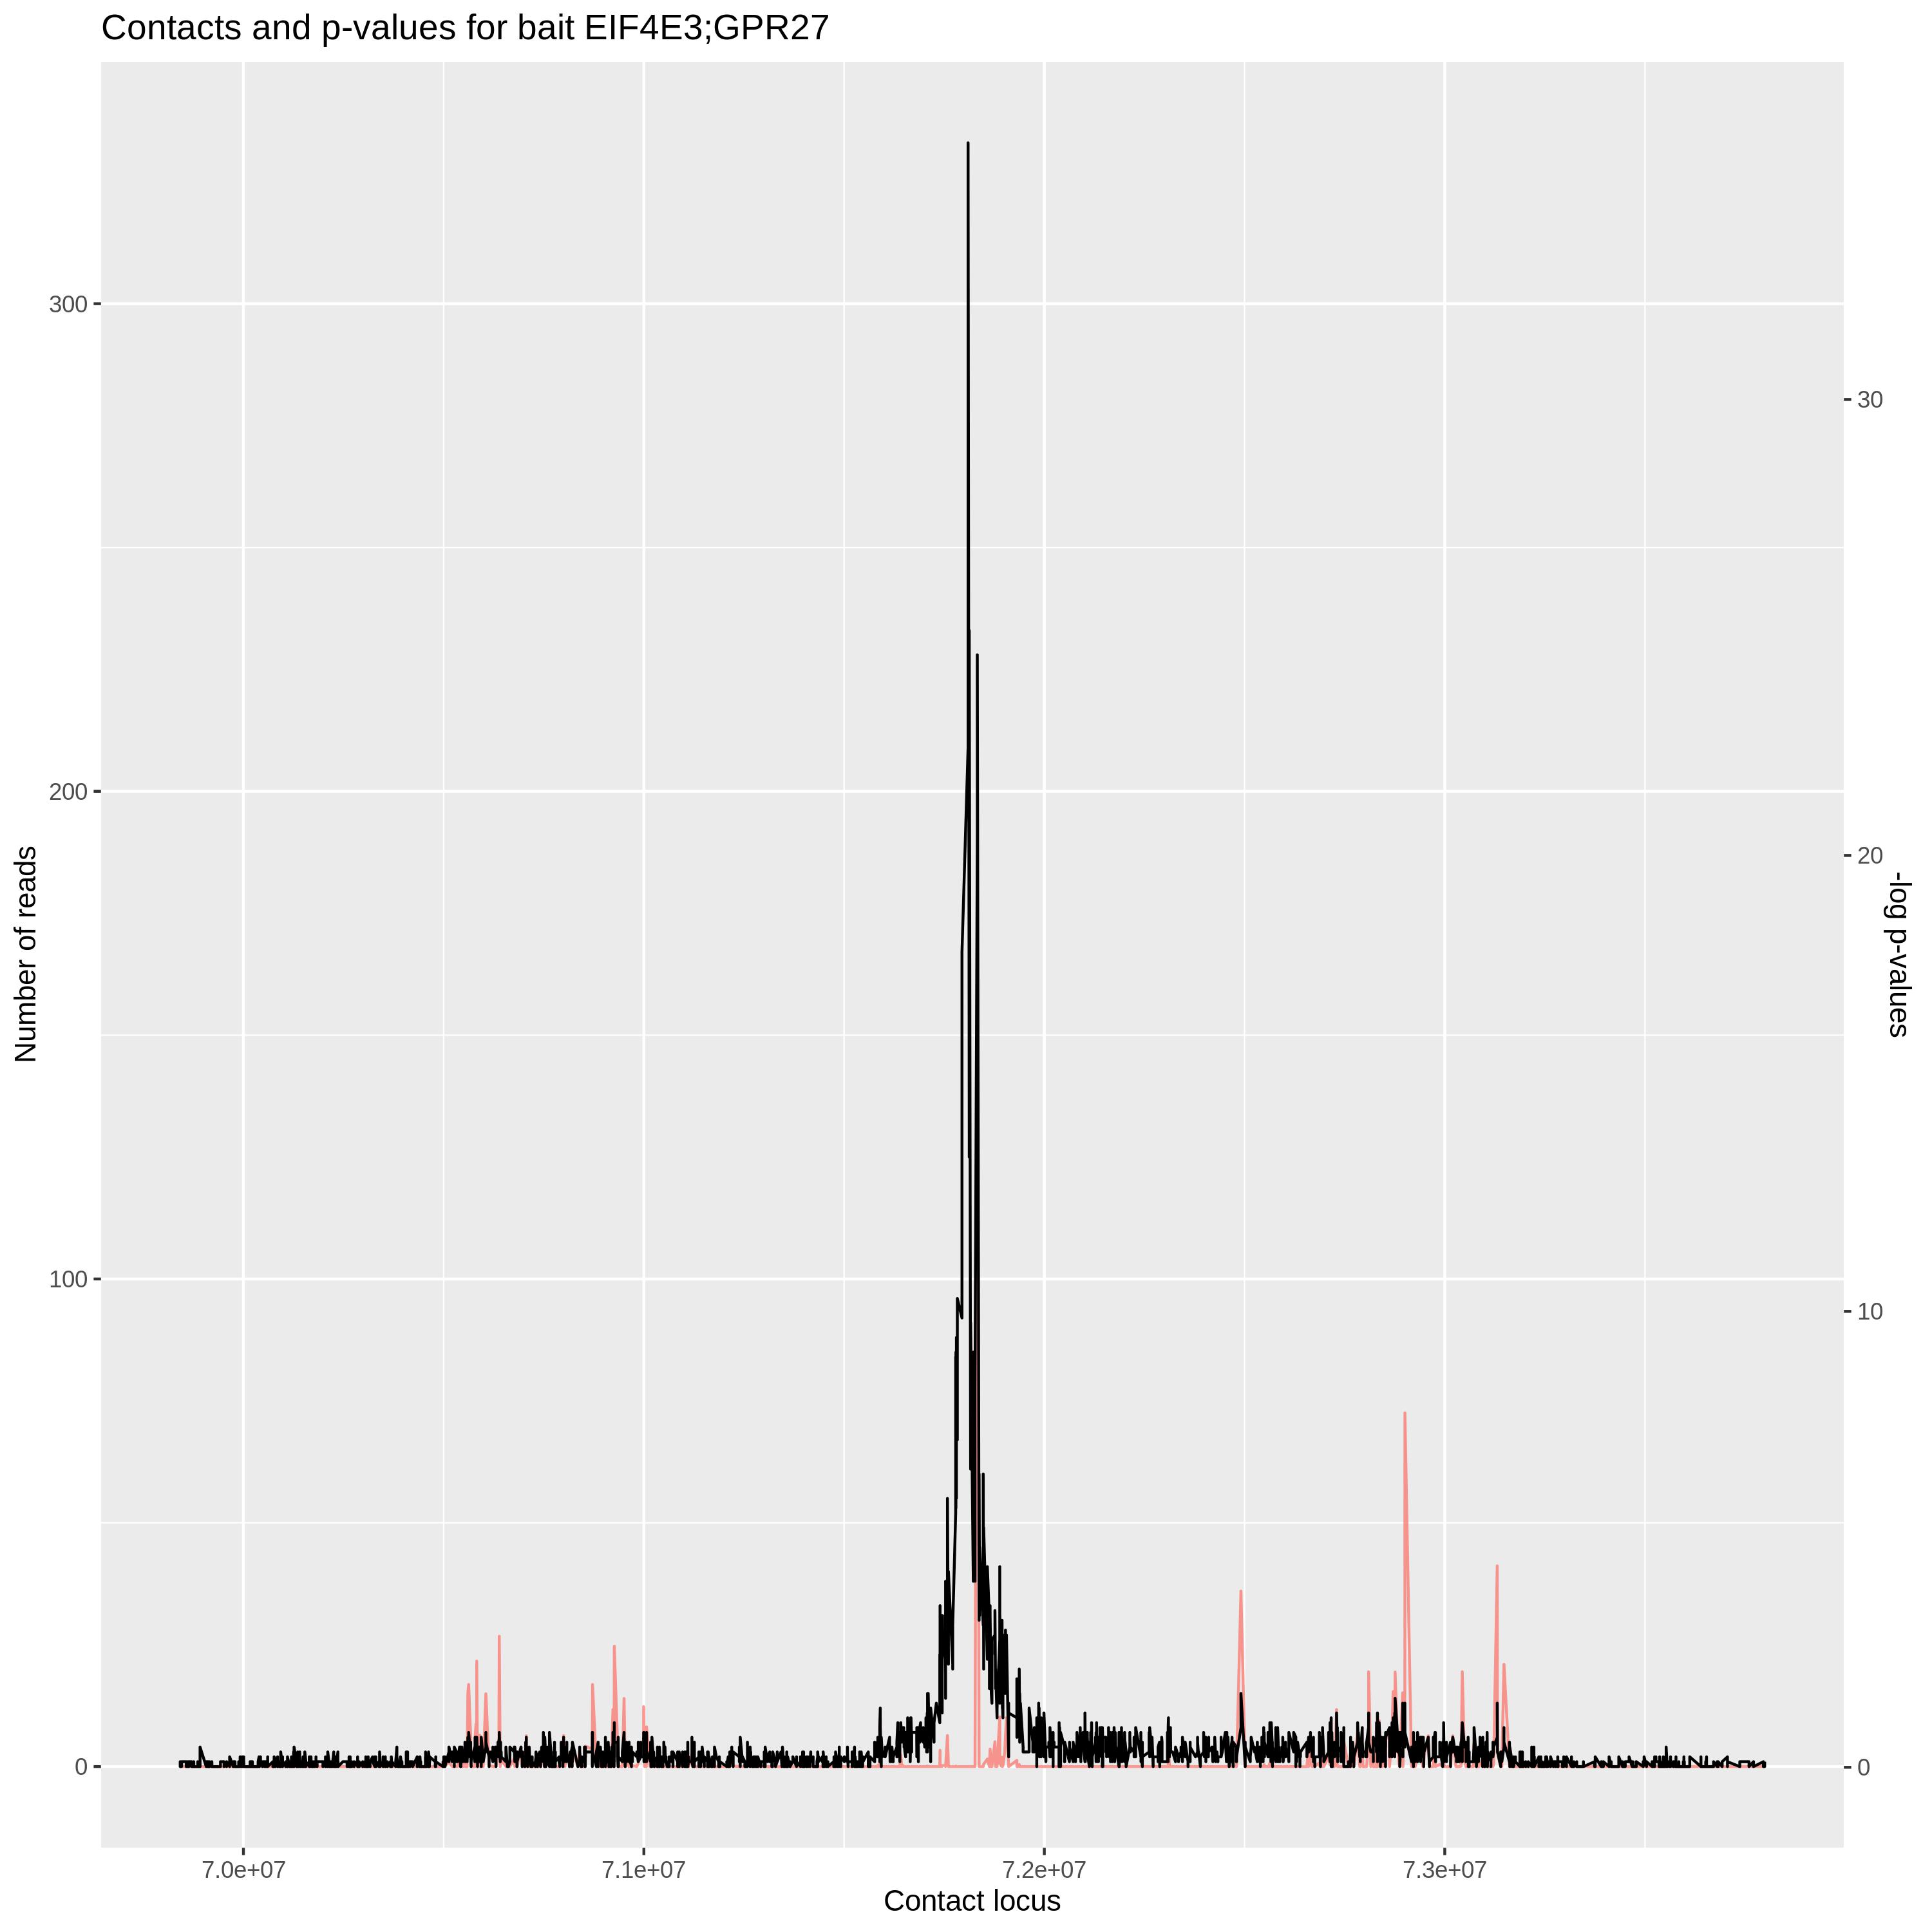 Contacts and p-values for bait EIF4E3;GPR27
Number of reads
300
200
100
0
30
20
10
0
-log p-values
7.0e+07
7.1e+07
7.2e+07
7.3e+07
Contact locus